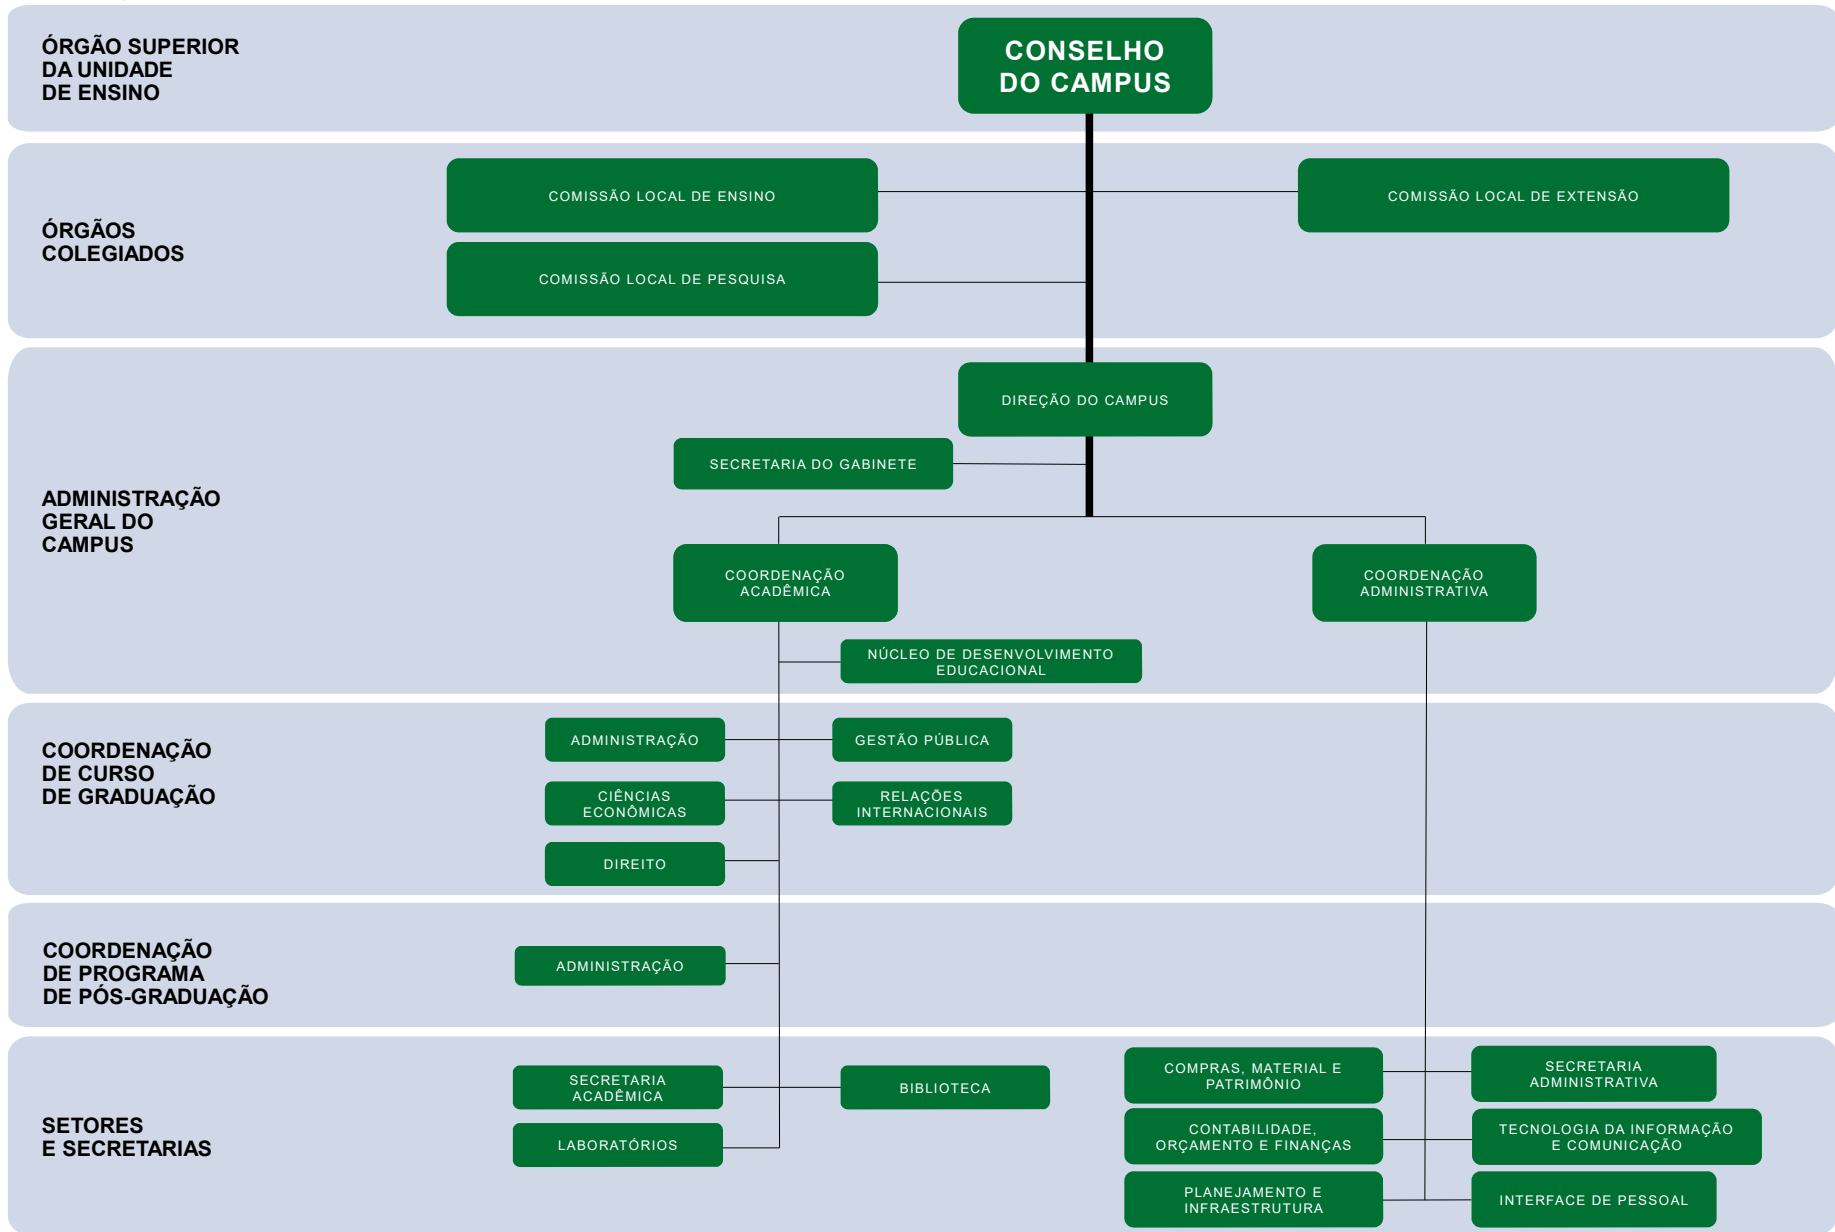 ÓRGÃO SUPERIOR
DA UNIDADE
DE ENSINO
CONSELHO
DO CAMPUS
ÓRGÃOS
COLEGIADOS
COMISSÃO LOCAL DE ENSINO
COMISSÃO LOCAL DE EXTENSÃO
COMISSÃO LOCAL DE PESQUISA
ADMINISTRAÇÃO
GERAL DO
CAMPUS
DIREÇÃO DO CAMPUS
SECRETARIA DO GABINETE
COORDENAÇÃO
ACADÊMICA
COORDENAÇÃO
ADMINISTRATIVA
NÚCLEO DE DESENVOLVIMENTO
EDUCACIONAL
COORDENAÇÃO
DE CURSO
DE GRADUAÇÃO
ADMINISTRAÇÃO
GESTÃO PÚBLICA
CIÊNCIAS
ECONÔMICAS
RELAÇÕES
INTERNACIONAIS
DIREITO
COORDENAÇÃO
DE PROGRAMA
DE PÓS-GRADUAÇÃO
ADMINISTRAÇÃO
SETORES
E SECRETARIAS
SECRETARIA
ACADÊMICA
BIBLIOTECA
LABORATÓRIOS
COMPRAS, MATERIAL E
PATRIMÔNIO
SECRETARIA
ADMINISTRATIVA
CONTABILIDADE,
ORÇAMENTO E FINANÇAS
TECNOLOGIA DA INFORMAÇÃO
E COMUNICAÇÃO
PLANEJAMENTO E
INFRAESTRUTURA
INTERFACE DE PESSOAL